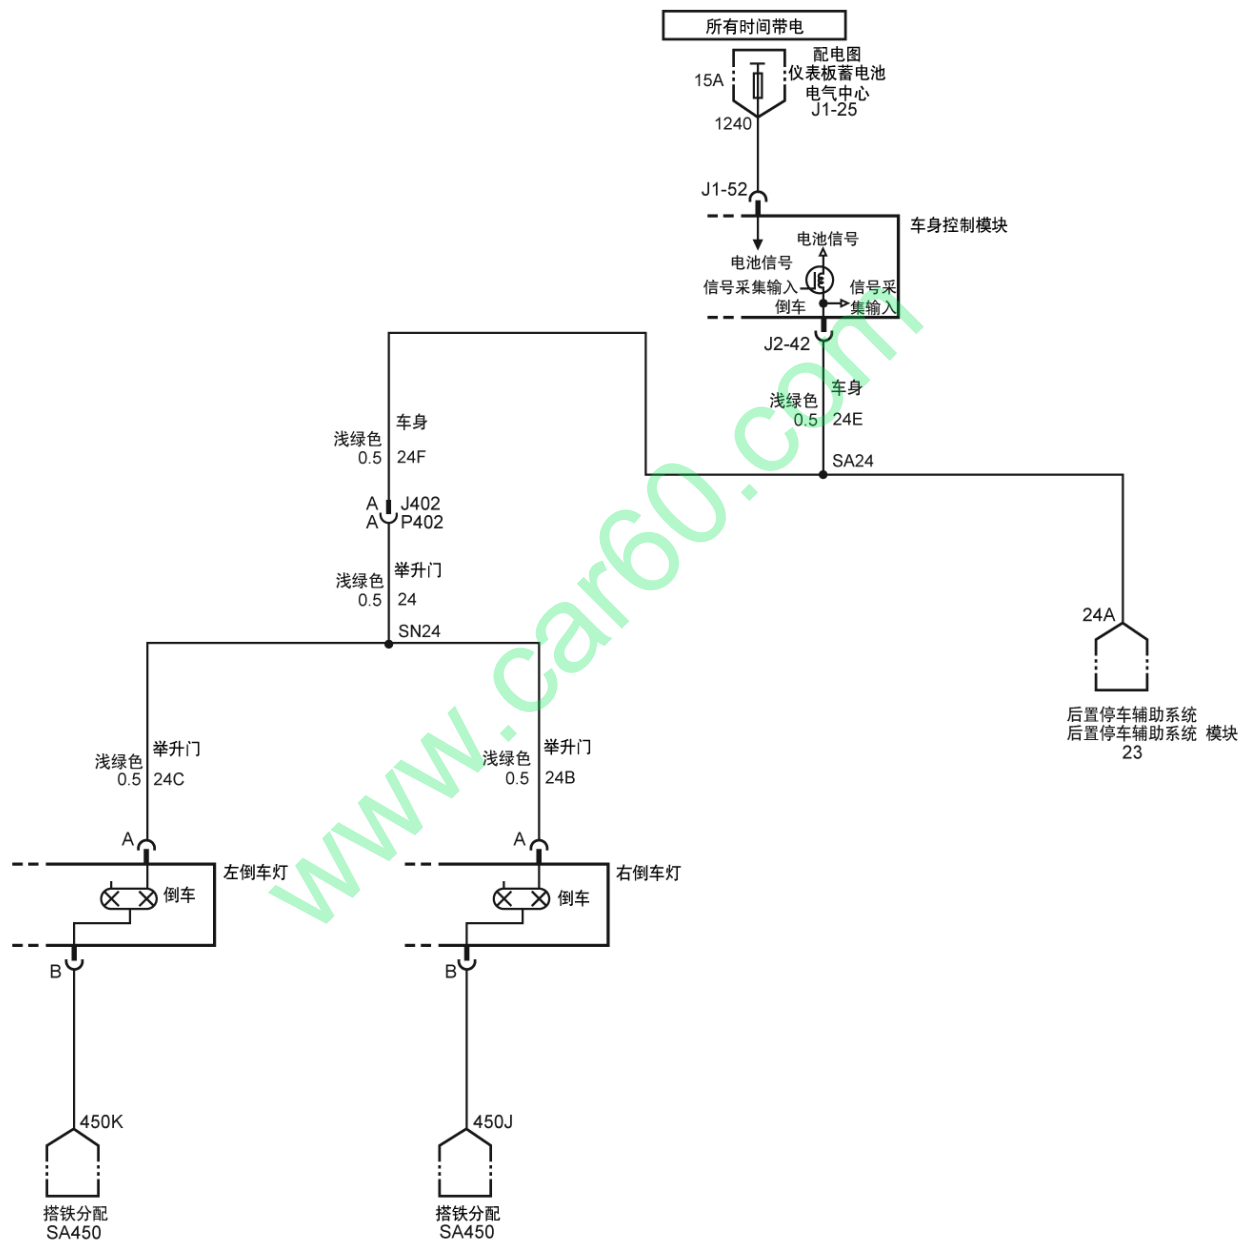 所有时间带电
配电图
仪表板蓄电池
电气中心
J1-25
15A
1240
J1-52
车身控制模块
电池信号
电池信号
信号采集输入
信号采
集输入
倒车
J2-42
车身
浅绿色
0.5
24E
SA24
车身
浅绿色
0.5
24F
A
J402
A
P402
举升门
浅绿色
0.5
24
SN24
24A
后置停车辅助系统
后置停车辅助系统 模块
23
举升门
浅绿色
0.5
24C
举升门
浅绿色
0.5
24B
A
左倒车灯
倒车
B
A
右倒车灯
倒车
B
450K
搭铁分配
SA450
450J
搭铁分配
SA450
www.car60.com